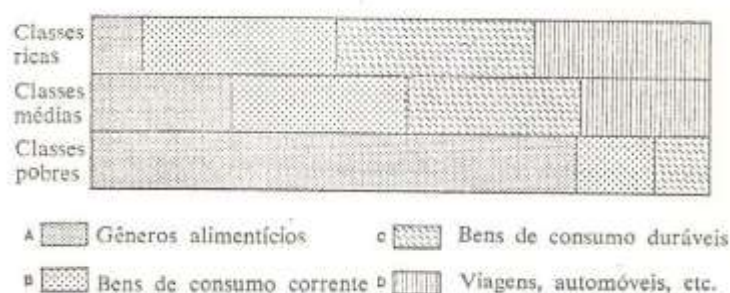 Classes
ricas
Classes
médias
Classes
pobres
A Gêneros alimentícios
C Bens de consumo duráveis
B Bens de consumo corrente
D Viagens, automóveis, etc.